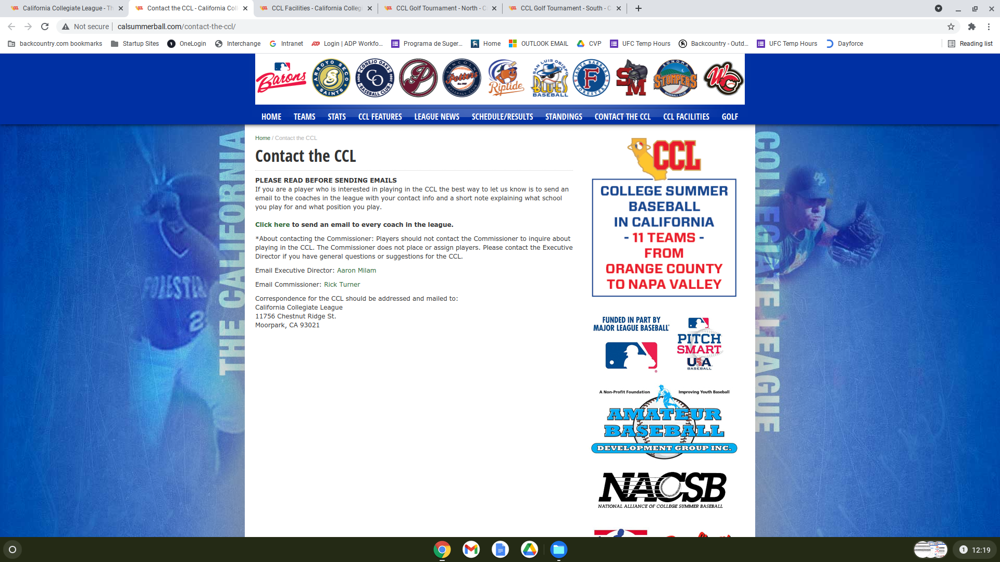 California Collegiate League - Th
Contact the CCL - California Coll
CCL Facilities - California Colleg
CCL Golf Tournament - North - C
CCL Golf Tournament - South - C
Not secure
calsummerball.com/contact-the-ccl/
backcountry.com bookmarks
Startup Sites
OneLogin
Interchange
Intranet
Login | ADP Workfo...
Programa de Suger...
Home
OUTLOOK EMAIL
CVP
UFC Temp Hours
Backcountry - Outd...
UFC Temp Hours
Dayforce
Reading list
Barons
ARROYO SECO SAINTS
CONEJO OAKS
CO
BASEBALL CLUB
P
LINCOLN
Potters
BASEBALL CLUB
Riptide
SAN LUIS OBISPO
BLUES
BASEBALL
SANTA BARBARA
F
FORESTERS
SM
SONOMA
STOMPERS
BASEBALL CLUB
WC
HOME
TEAMS
STATS
CCL FEATURES
LEAGUE NEWS
SCHEDULE/RESULTS
STANDINGS
CONTACT THE CCL
CCL FACILITIES
GOLF
THE CALIFORNIA
COLLEGIATE LEAGUE
Home / Contact the CCL
Contact the CCL
PLEASE READ BEFORE SENDING EMAILS
If you are a player who is interested in playing in the CCL the best way to let us know is to send an
email to the coaches in the league with your contact info and a short note explaining what school
you play for and what position you play.
Click here to send an email to every coach in the league.
*About contacting the Commissioner: Players should not contact the Commissioner to inquire about
playing in the CCL. The Commissioner does not place or assign players. Please contact the Executive
Director if you have general questions or suggestions for the CCL.
Email Executive Director: Aaron Milam
Email Commissioner: Rick Turner
Correspondence for the CCL should be addressed and mailed to:
California Collegiate League
11756 Chestnut Ridge St.
Moorpark, CA 93021
CCL
COLLEGE SUMMER
BASEBALL
IN CALIFORNIA
- 11 TEAMS -
FROM
ORANGE COUNTY
TO NAPA VALLEY
FUNDED IN PART BY
MAJOR LEAGUE BASEBALL
PITCH
SMART
USA
BASEBALL
A Non-Profit Foundation
Improving Youth Baseball
AMATEUR
BASEBALL
DEVELOPMENT GROUP INC.
NACSB
NATIONAL ALLIANCE OF COLLEGE SUMMER BASEBALL
1
12:19